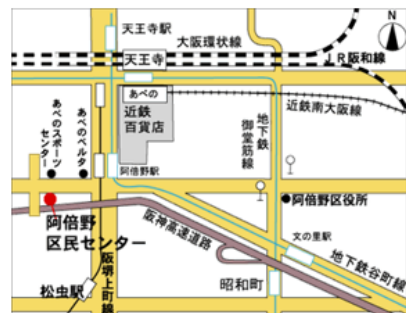 天王寺駅
大阪環状線
N
天王寺
JR阪和線
あべの
近鉄
百貨店
近鉄南大阪線
あべのスポーツ
センター
あべのベルタ
地下鉄
御堂筋線
阿倍野駅
阿倍野区役所
阿倍野
区民センター
阪神高速道路
文の里駅
地下鉄谷町線
阪堺上町線
松虫駅
昭和町